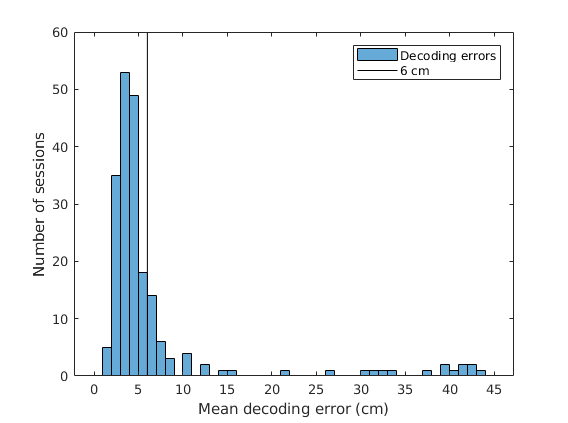 60
50
40
30
20
10
0
Number of sessions
Decoding errors
6 cm
0 5 10 15 20 25 30 35 40 45
Mean decoding error (cm)